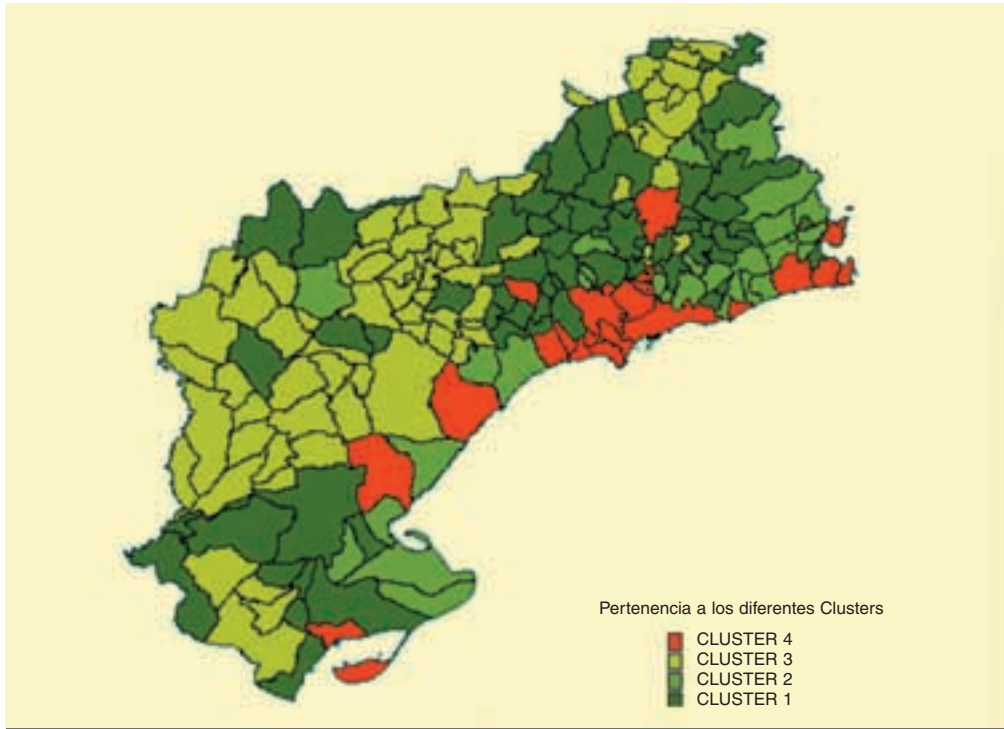 Pertenencia a los diferentes Clusters
CLUSTER 4
CLUSTER 3
CLUSTER 2
CLUSTER 1